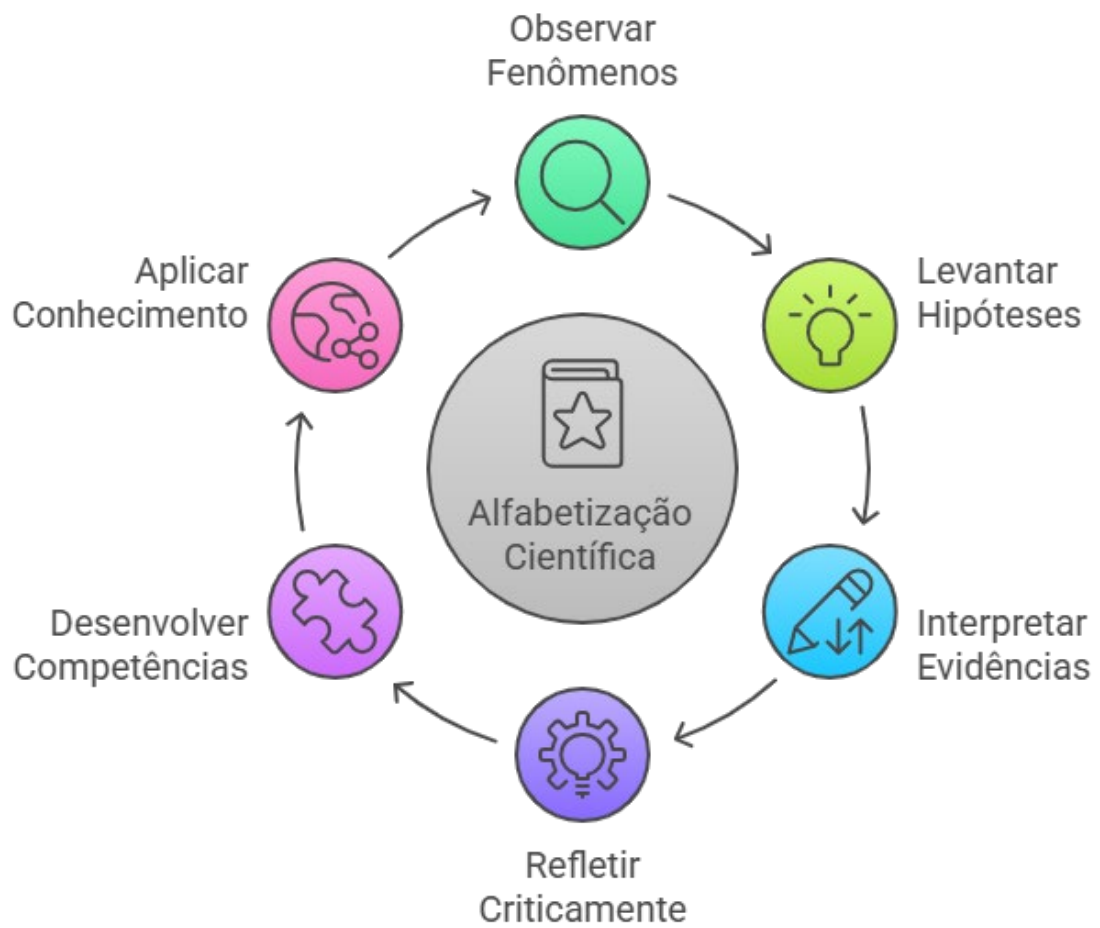 Observar
Fenômenos
Levantar
Hipóteses
Interpretar
Evidências
Refletir
Criticamente
Desenvolver
Competências
Aplicar
Conhecimento
Alfabetização
Científica